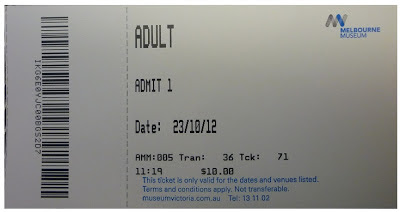 MELBOURNE
MUSEUM
ADULT
ADMIT 1
Date: 23/10/12
AMM:005 Tran: 36 Tck: 71
11:19 $10.00
This ticket is only valid for the dates and venues listed.
Terms and conditions apply. Not transferable.
museumvictoria.com.au Tel: 13 11 02